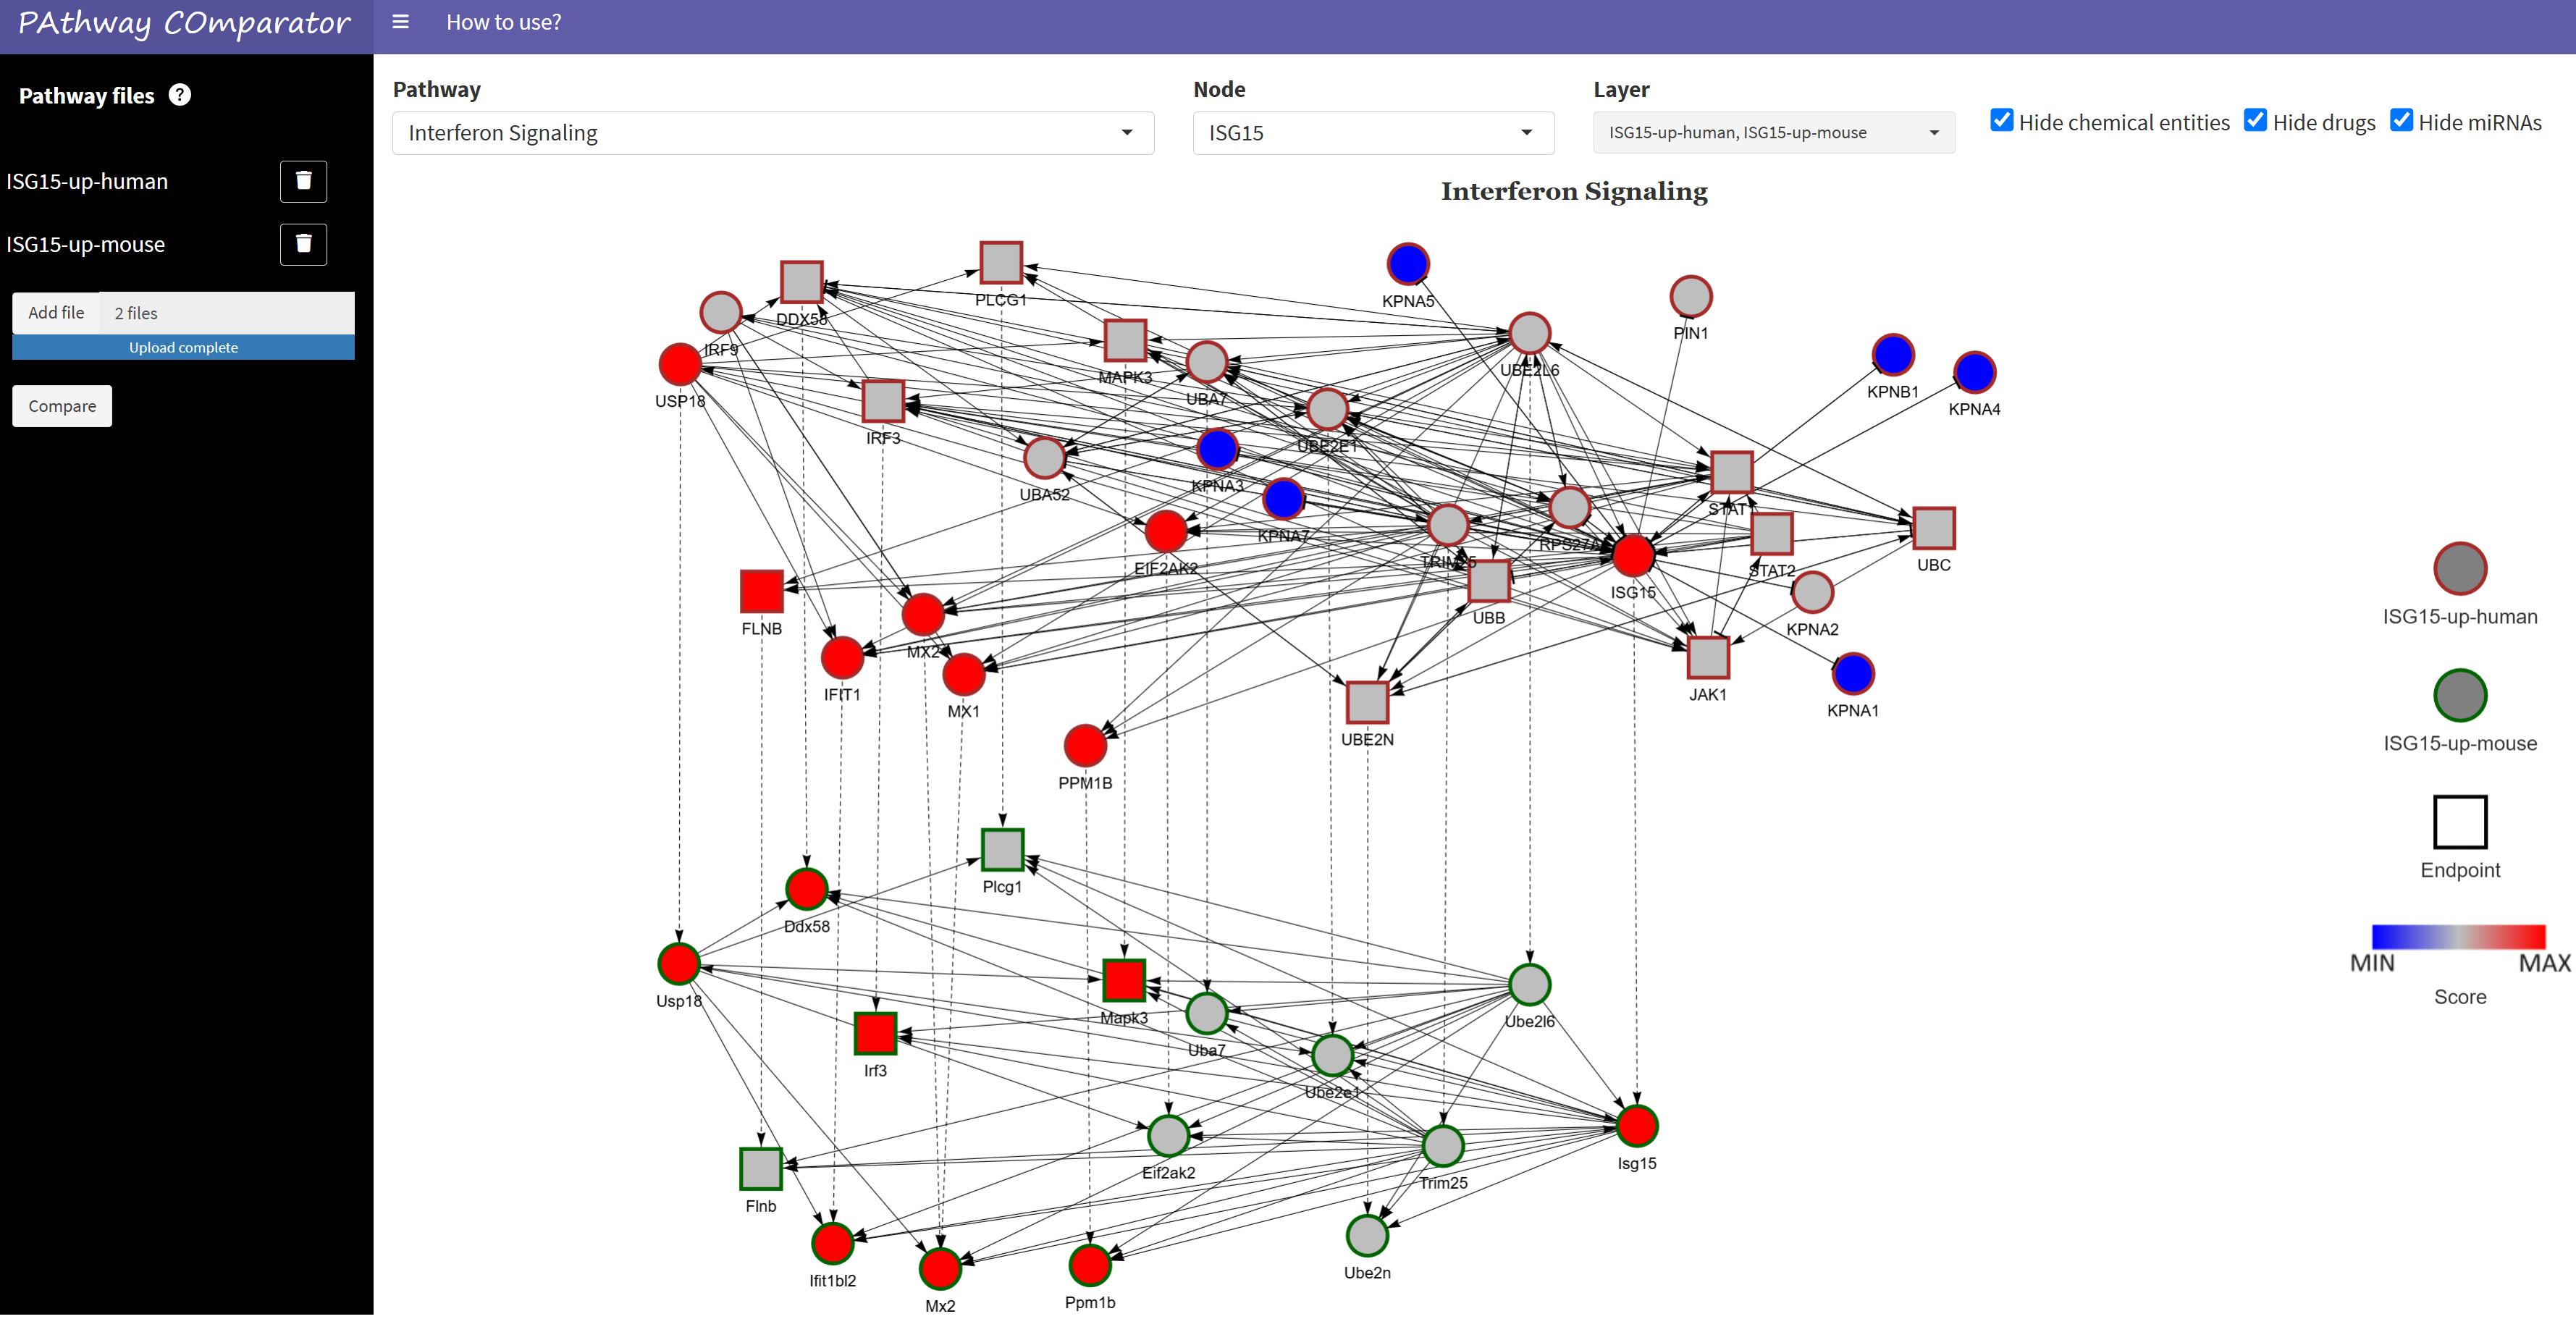 PAthway COmparator
How to use?
Pathway files ?
ISG15-up-human
ISG15-up-mouse
Add file 2 files
Upload complete
Compare
Pathway Node Layer
Interferon Signaling ISG15 ISG15-up-human, ISG15-up-mouse Hide chemical entities Hide drugs Hide miRNAs
Interferon Signaling
PLCG1
KPNA5
DDX58
PIN1
IRF9
MAPK3
UBE2L6
KPNB1
USP18
UBA7
KPNA4
IRF3
UBE2E1
KPNA3
UBA52
STAT1
KPNA7
RPS27A
EIF2AK2
TRIM25
STAT2
UBC
ISG15
UBB
FLNB
KPNA2
MX2
IFIT1
JAK1
MX1
KPNA1
UBE2N
PPM1B
Plcg1
Ddx58
Usp18
Mapk3
Ube2l6
Uba7
Irf3
Ube2e1
Isg15
Eif2ak2
Trim25
Flnb
Ube2n
Ifit1bl2
Ppm1b
Mx2
ISG15-up-human
ISG15-up-mouse
Endpoint
MIN MAX
Score